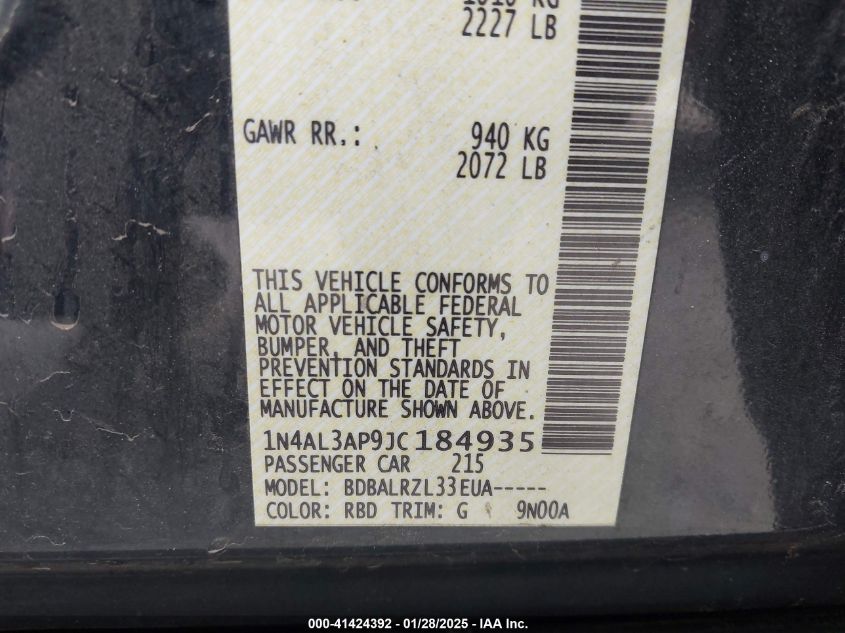 2227 LB
GAWR RR.: 940 KG
2072 LB
THIS VEHICLE CONFORMS TO
ALL APPLICABLE FEDERAL
MOTOR VEHICLE SAFETY,
BUMPER, AND THEFT
PREVENTION STANDARDS IN
EFFECT ON THE DATE OF
MANUFACTURE SHOWN ABOVE.
1N4AL3AP9JC184935
PASSENGER CAR 215
MODEL: BDBALRZL33EUA-----
COLOR: RBD TRIM: G 9N00A
000-41424392 - 01/28/2025 - IAA Inc.